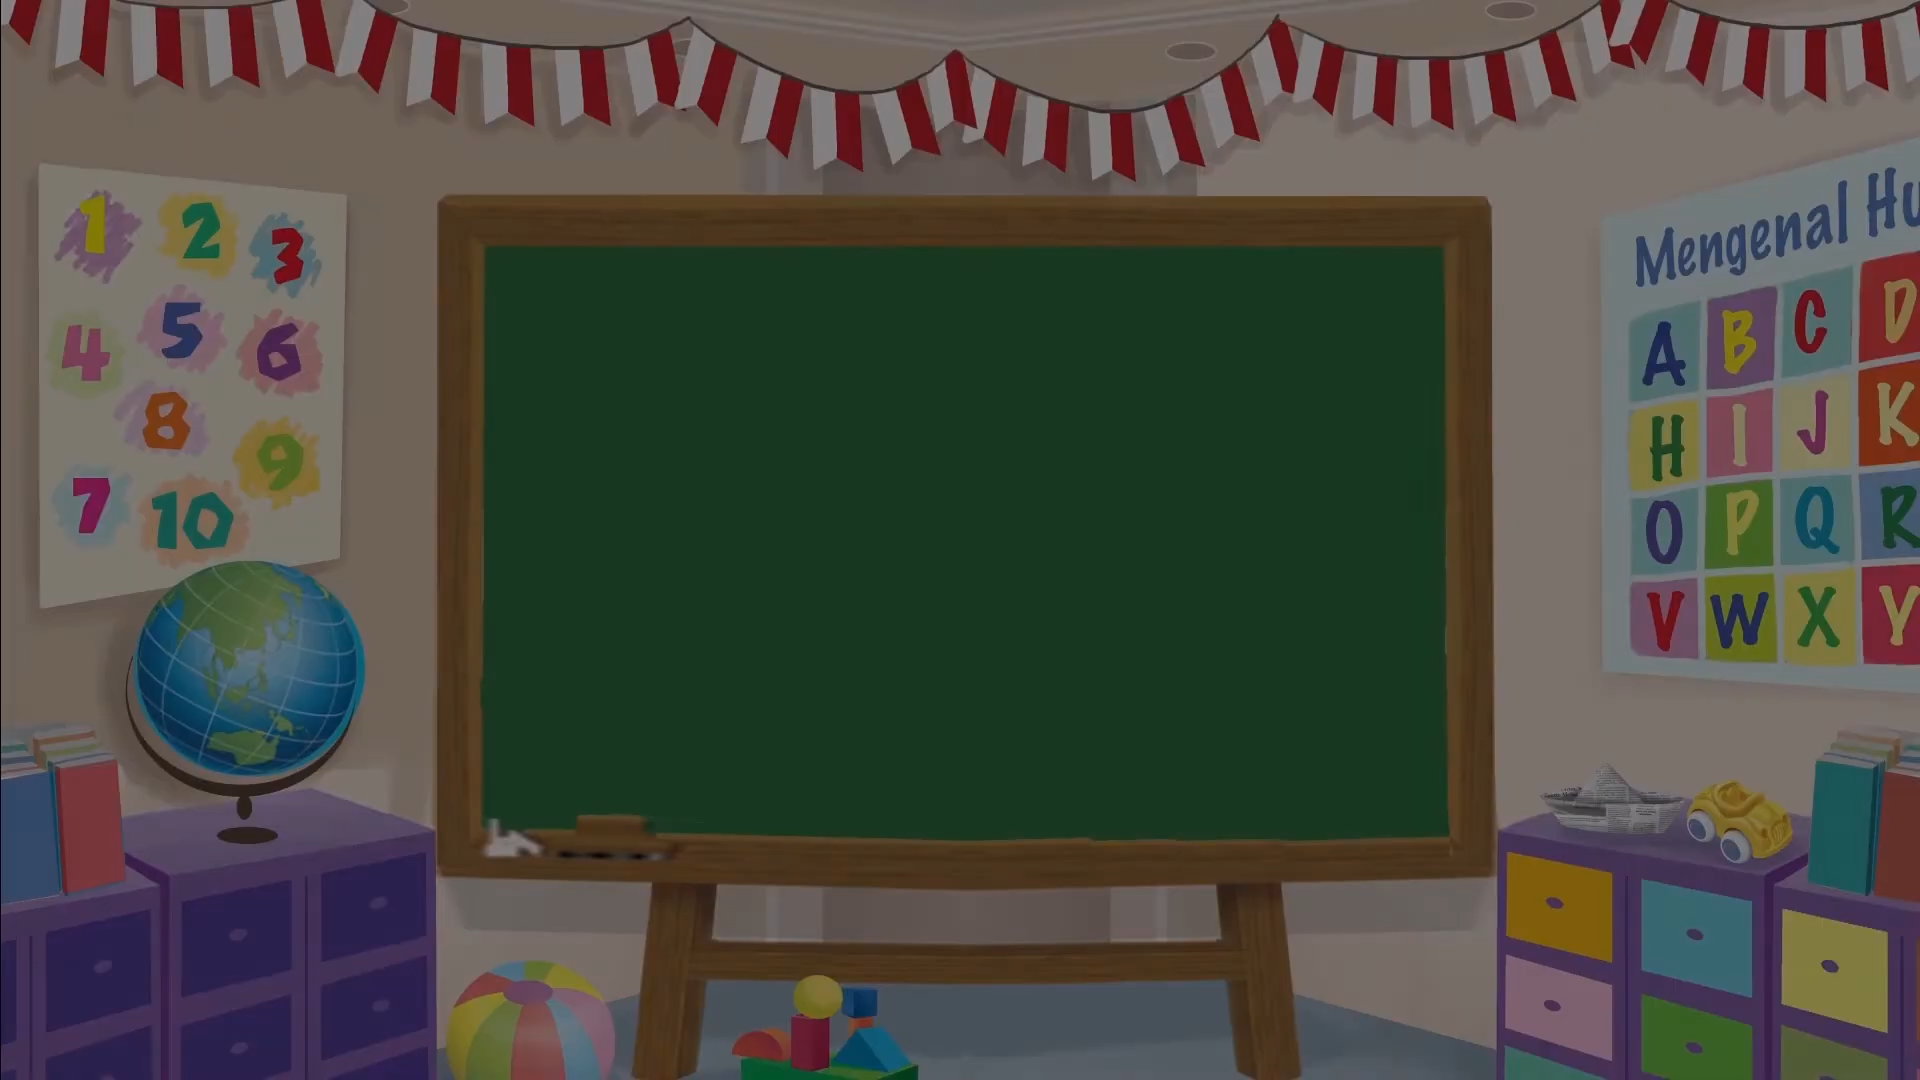 1 2 3
4 5 6
8
9
7 10
Mengenal Hu
A B C D
H I J K
O P Q R
V W X Y